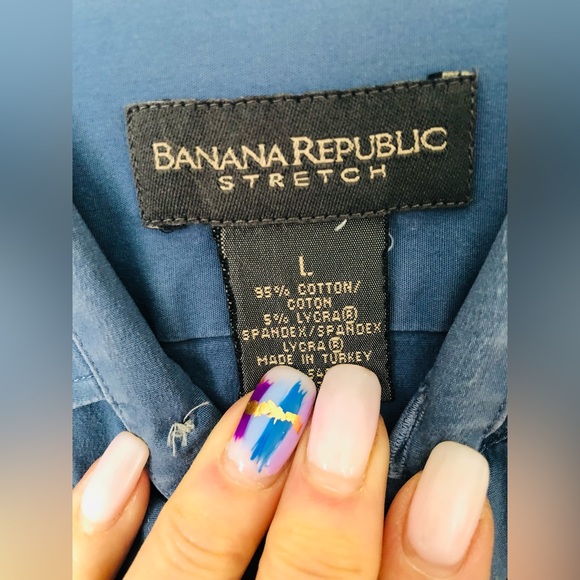 BANANA REPUBLIC
STRETCH
L
95% COTTON/
COTON
5% LYCRA®
SPANDEX/SPANDEX
LYCRA®
MADE IN TURKEY